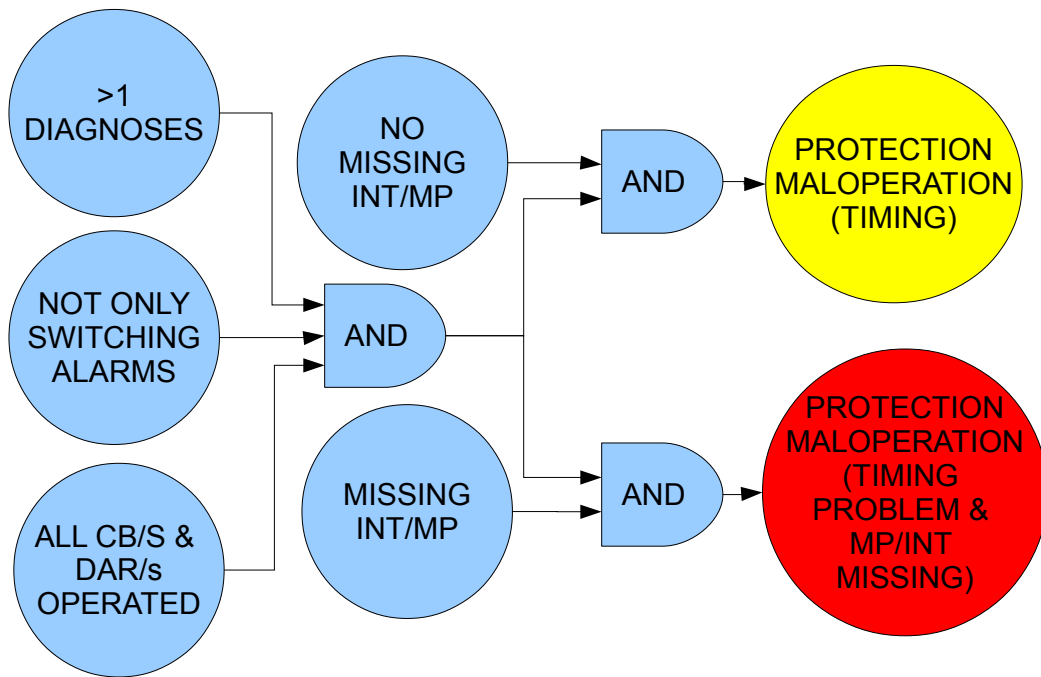 >1
DIAGNOSES
NOT ONLY
SWITCHING
ALARMS
ALL CB/S &
DAR/s
OPERATED
AND
NO
MISSING
INT/MP
MISSING
INT/MP
AND
AND
PROTECTION
MALOPERATION
(TIMING)
PROTECTION
MALOPERATION
(TIMING
PROBLEM &
MP/INT
MISSING)